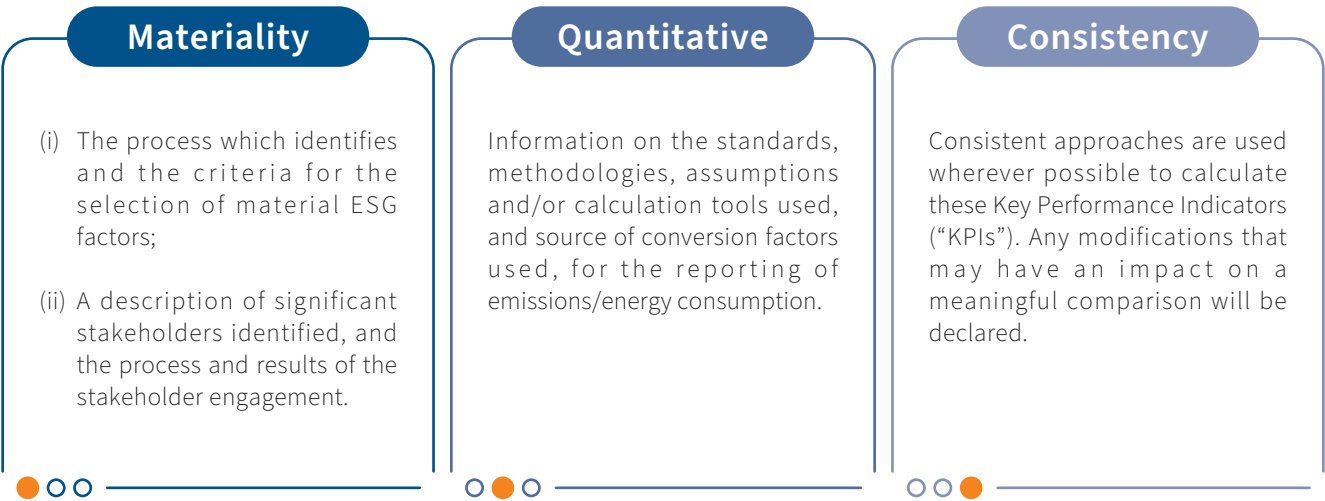 Materiality
(i) The process which identifies
and the criteria for the
selection of material ESG
factors;
(ii) A description of significant
stakeholders identified, and
the process and results of the
stakeholder engagement.
Quantitative
Information on the standards,
methodologies, assumptions
and/or calculation tools used,
and source of conversion factors
used, for the reporting of
emissions/energy consumption.
Consistency
Consistent approaches are used
wherever possible to calculate
these Key Performance Indicators
(“KPIs”). Any modifications that
may have an impact on a
meaningful comparison will be
declared.